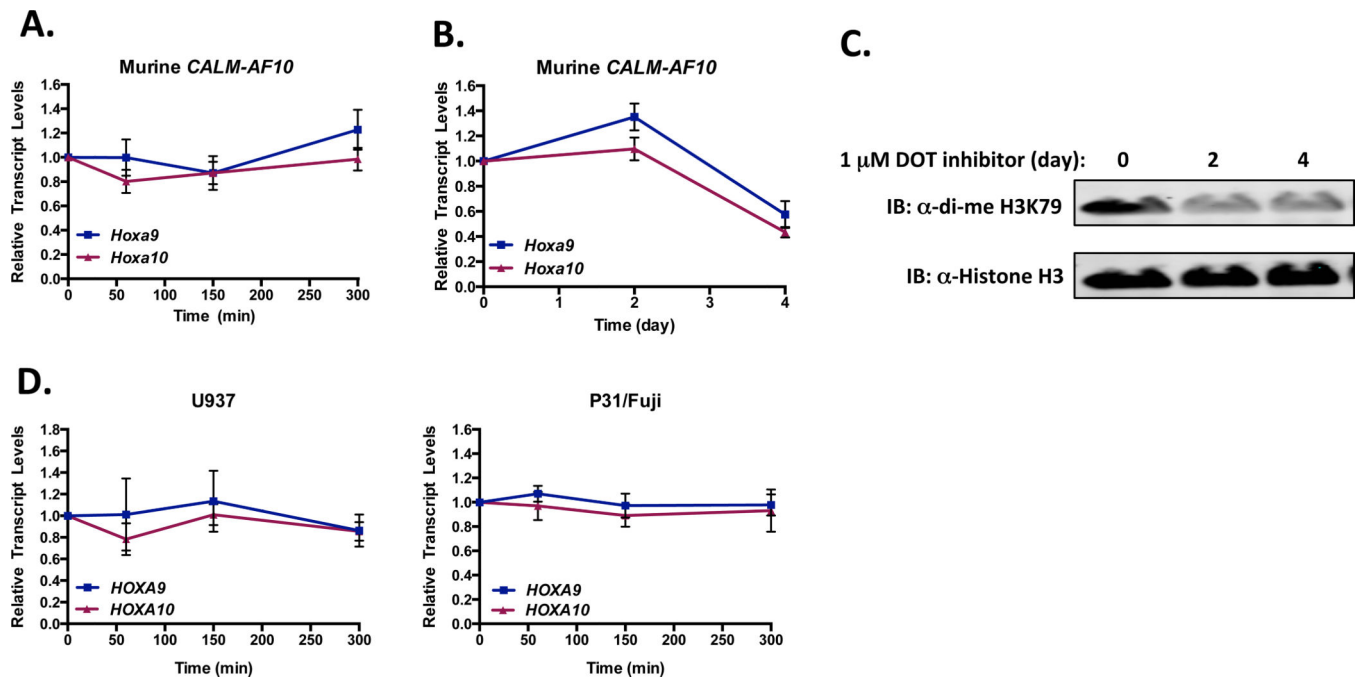 A.
Murine CALM-AF10
Relative Transcript Levels
1.6
1.4
1.2
1.0
0.8
0.6
0.4
0.2
0.0
Hoxa9
Hoxa10
0 50 100 150 200 250 300
Time (min)
B.
Murine CALM-AF10
Relative Transcript Levels
1.6
1.4
1.2
1.0
0.8
0.6
0.4
0.2
0.0
Hoxa9
Hoxa10
0 1 2 3 4
Time (day)
C.
1 μM DOT inhibitor (day): 0 2 4
IB: α-di-me H3K79
IB: α-Histone H3
D.
U937
Relative Transcript Levels
1.8
1.6
1.4
1.2
1.0
0.8
0.6
0.4
0.2
0.0
HOXA9
HOXA10
0 50 100 150 200 250 300
Time (min)
P31/Fuji
Relative Transcript Levels
1.6
1.4
1.2
1.0
0.8
0.6
0.4
0.2
0.0
HOXA9
HOXA10
0 50 100 150 200 250 300
Time (min)